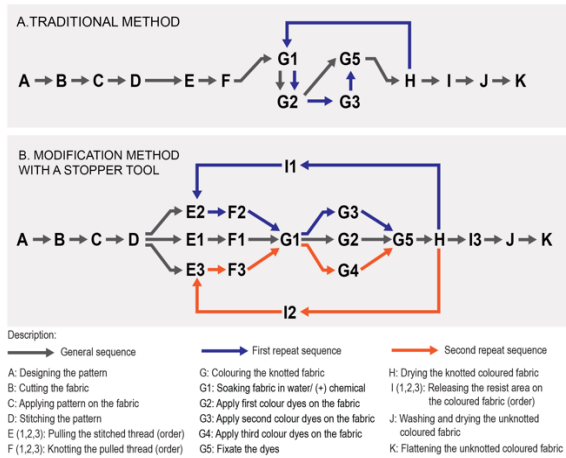 A.TRADITIONAL METHOD
G1 G5
A B C D E F H I J K
G2 G3
B. MODIFICATION METHOD
WITH A STOPPER TOOL
I1
E2 F2 G3
A B C D E1 F1 G1 G2 G5 H I3 J K
E3 F3 G4
I2
Description:
General sequence First repeat sequence Second repeat sequence
A: Designing the pattern
B: Cutting the fabric
C: Applying pattern on the fabric
D: Stitching the pattern
E (1,2,3): Pulling the stitched thread (order)
F (1,2,3): Knotting the pulled thread (order)
G: Colouring the knotted fabric
G1: Soaking fabric in water/ (+) chemical
G2: Apply first colour dyes on the fabric
G3: Apply second colour dyes on the fabric
G4: Apply third colour dyes on the fabric
G5: Fixate the dyes
H: Drying the knotted coloured fabric
I (1,2,3): Releasing the resist area on
the coloured fabric (order)
J: Washing and drying the unknotted
coloured fabric
K: Flattening the unknotted coloured fabric